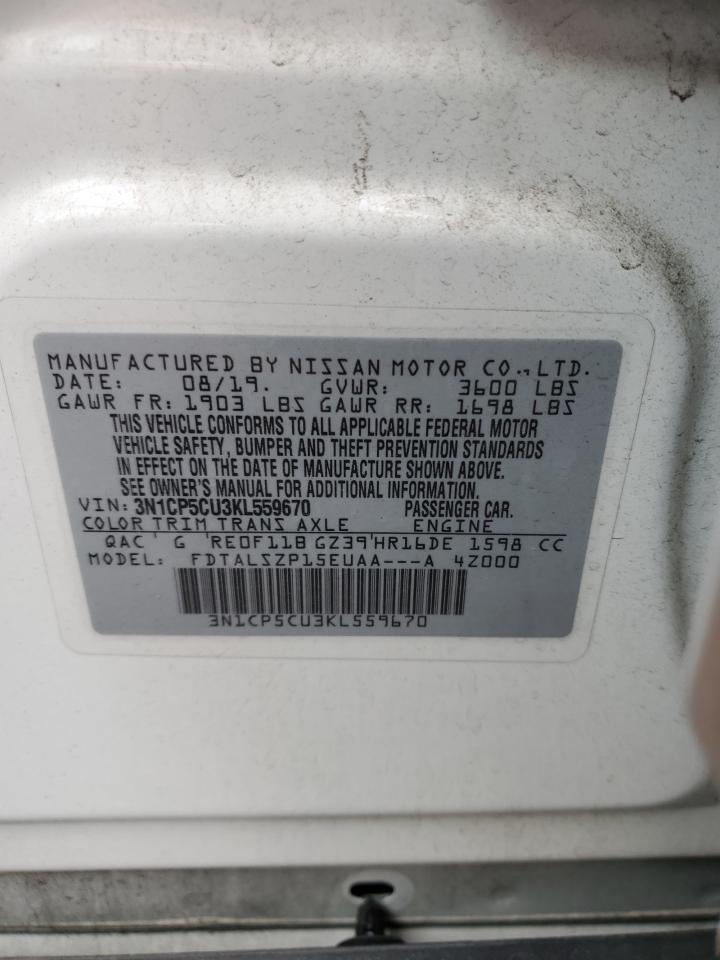 MANUFACTURED BY NISSAN MOTOR CO., LTD.
DATE: 08/19. GVWR: 3600 LBS
GAWR FR: 1903 LBS GAWR RR: 1698 LBS
THIS VEHICLE CONFORMS TO ALL APPLICABLE FEDERAL MOTOR
VEHICLE SAFETY, BUMPER AND THEFT PREVENTION STANDARDS
IN EFFECT ON THE DATE OF MANUFACTURE SHOWN ABOVE.
SEE OWNER'S MANUAL FOR ADDITIONAL INFORMATION.
VIN: 3N1CP5CU3KL559670 PASSENGER CAR.
COLOR TRIM TRANS AXLE ENGINE
QAC G RE0F11B GZ39 HR16DE 1598 CC
MODEL: FDTALSZP15EUAA---A 4Z000
3N1CP5CU3KL559670